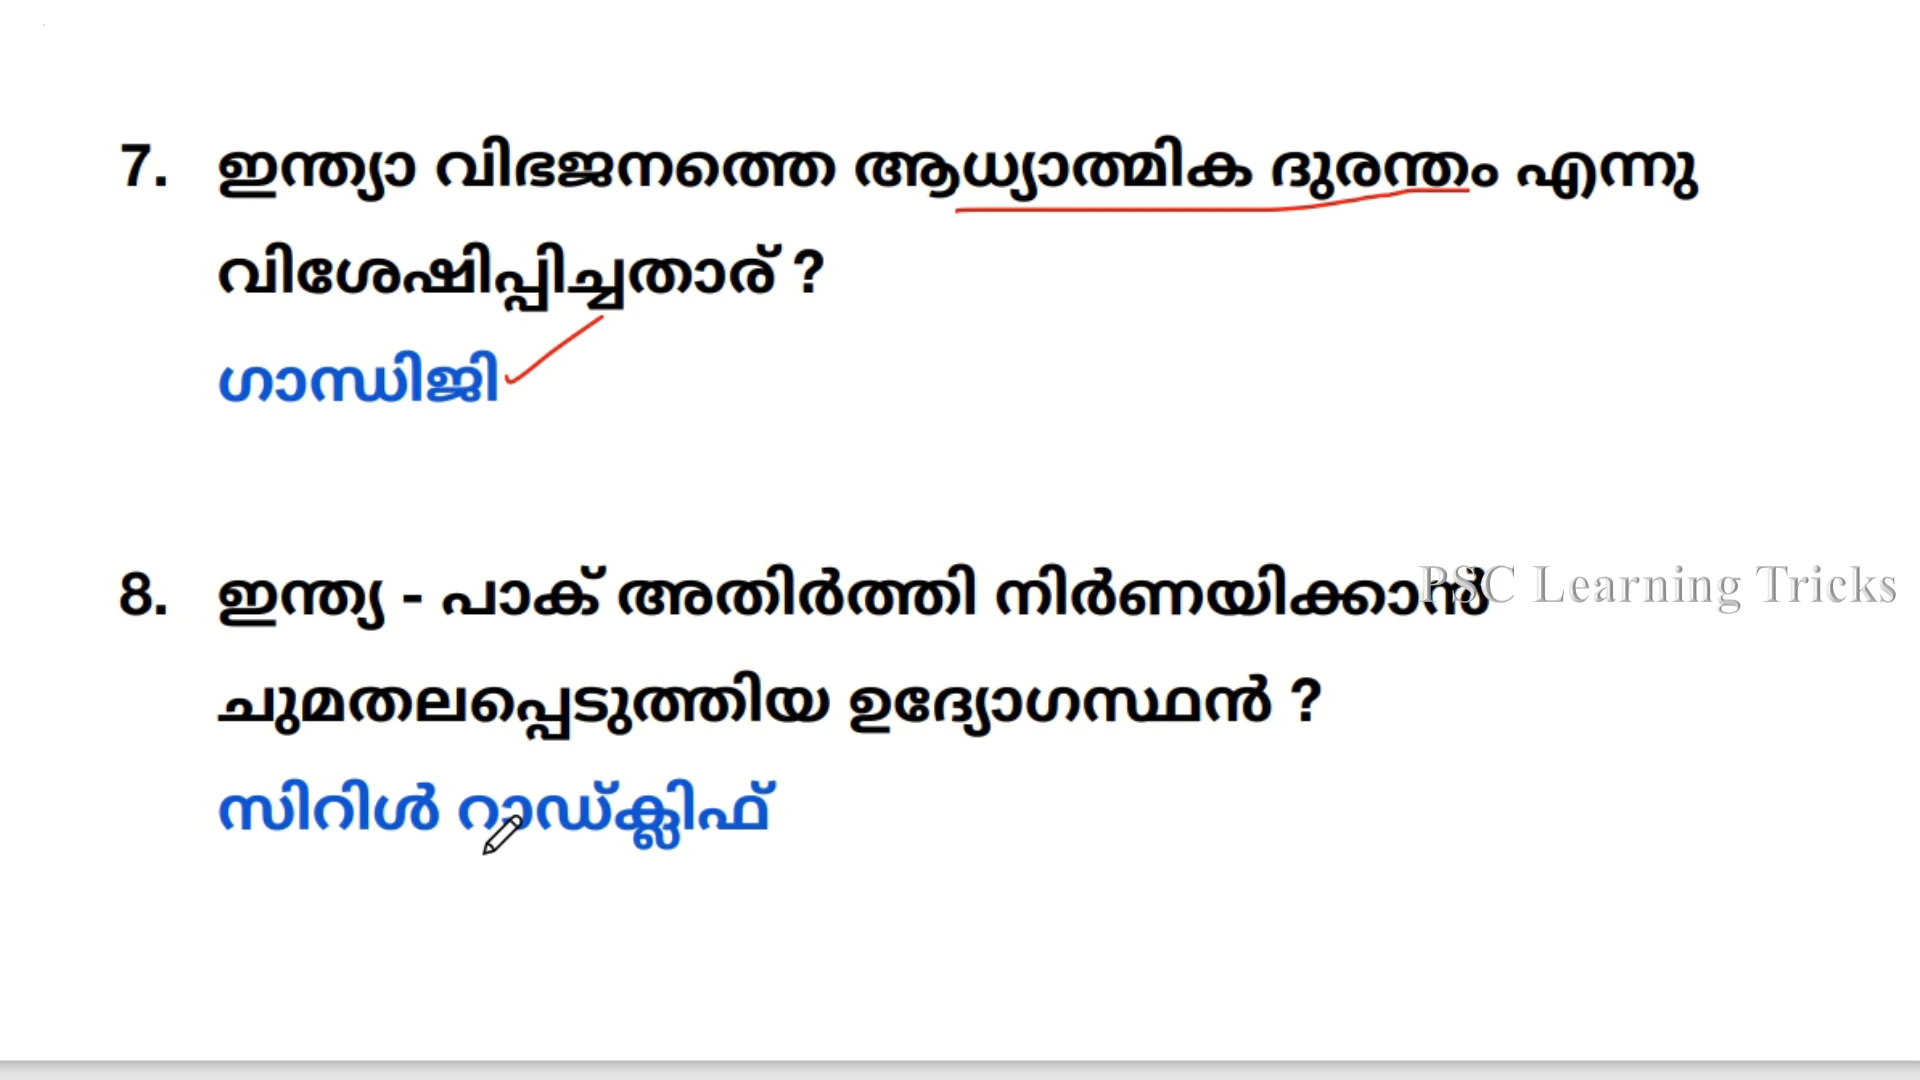 7. ഇന്ത്യാ വിഭജനത്തെ ആധ്യാത്മിക ദുരന്തം എന്നു
വിശേഷിപ്പിച്ചതാര് ?
ഗാന്ധിജി
8. ഇന്ത്യ - പാക് അതിർത്തി നിർണയിക്കാൻ
PSC Learning Tricks
ചുമതലപ്പെടുത്തിയ ഉദ്യോഗസ്ഥൻ ?
സിറിൾ റാഡ്ക്ലിഫ്